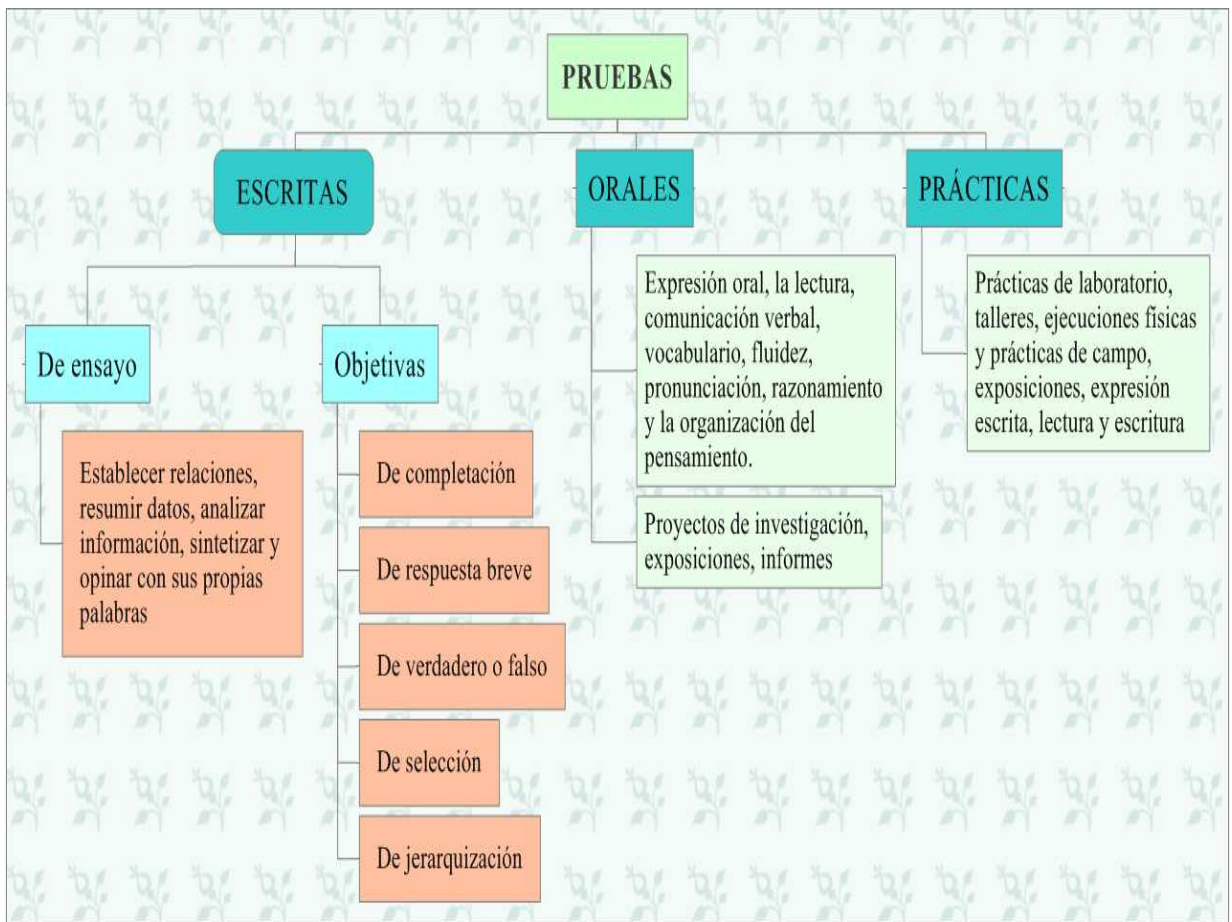 PRUEBAS
ESCRITAS
ORALES
PRÁCTICAS
De ensayo
Establecer relaciones,
resumir datos, analizar
información, sintetizar y
opinar con sus propias
palabras
Objetivas
De completación
De respuesta breve
De verdadero o falso
De selección
De jerarquización
Expresión oral, la lectura,
comunicación verbal,
vocabulario, fluidez,
pronunciación, razonamiento
y la organización del
pensamiento.
Proyectos de investigación,
exposiciones, informes
Prácticas de laboratorio,
talleres, ejecuciones físicas
y prácticas de campo,
exposiciones, expresión
escrita, lectura y escritura